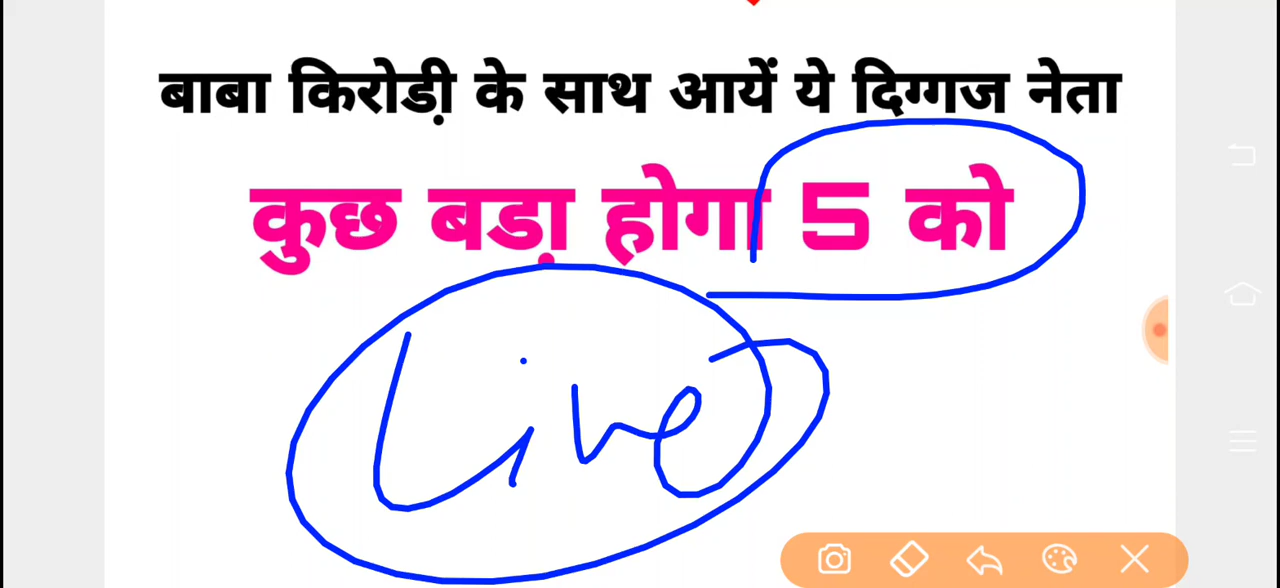 बाबा किरोड़ी के साथ आयें ये दिग्गज नेता
कुछ बड़ा होगा 5 को
Live